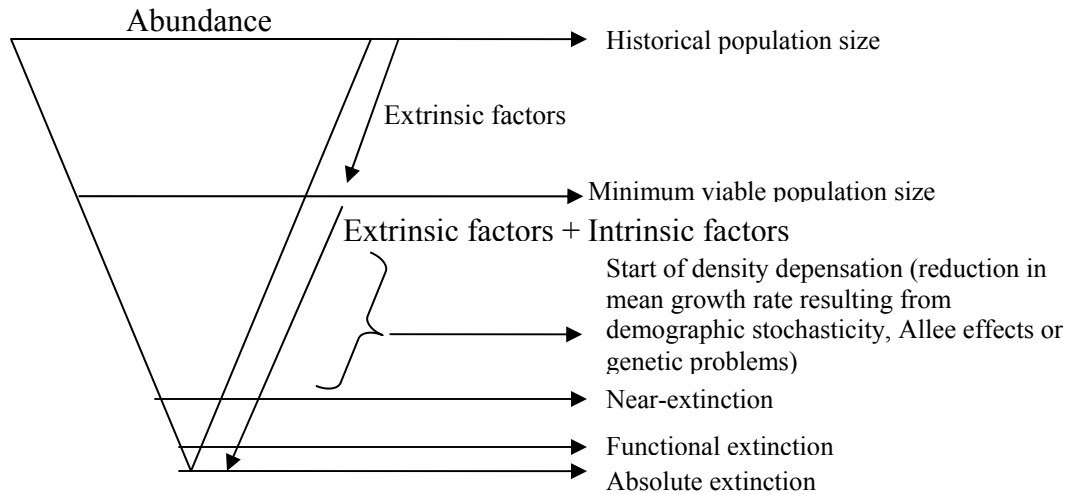 Abundance
Historical population size
Extrinsic factors
Minimum viable population size
Extrinsic factors + Intrinsic factors
Start of density depensation (reduction in
mean growth rate resulting from
demographic stochasticity, Allee effects or
genetic problems)
Near-extinction
Functional extinction
Absolute extinction